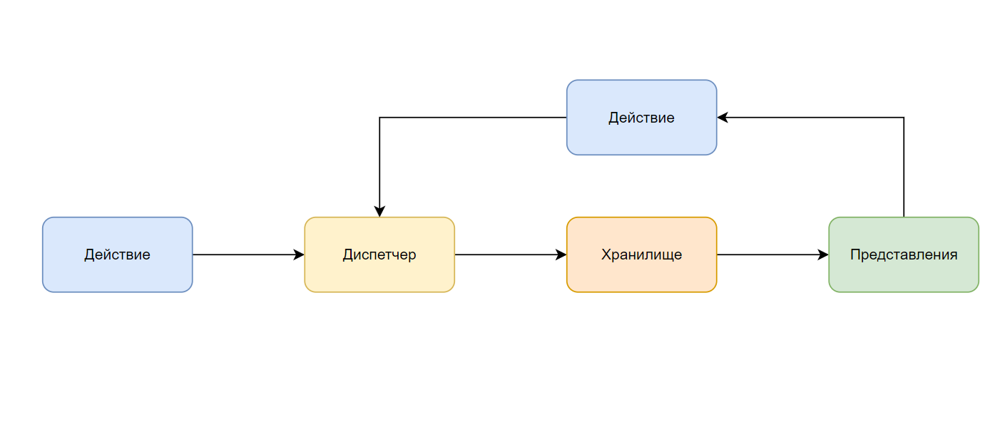 Действие
Действие
Диспетчер
Хранилище
Представления